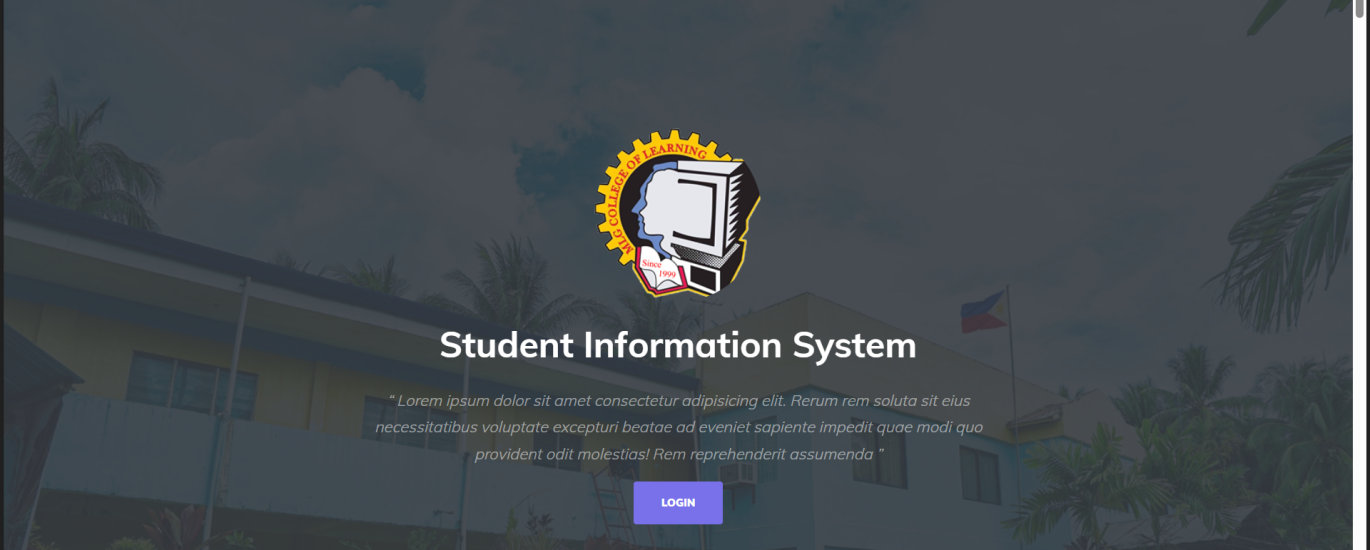 MLG COLLEGE OF LEARNING
Since
1999
Student Information System
“ Lorem ipsum dolor sit amet consectetur adipisicing elit. Rerum rem soluta sit eius
necessitatibus voluptate excepturi beatae ad eveniet sapiente impedit quae modi quo
provident odit molestias! Rem reprehenderit assumenda ”
LOGIN